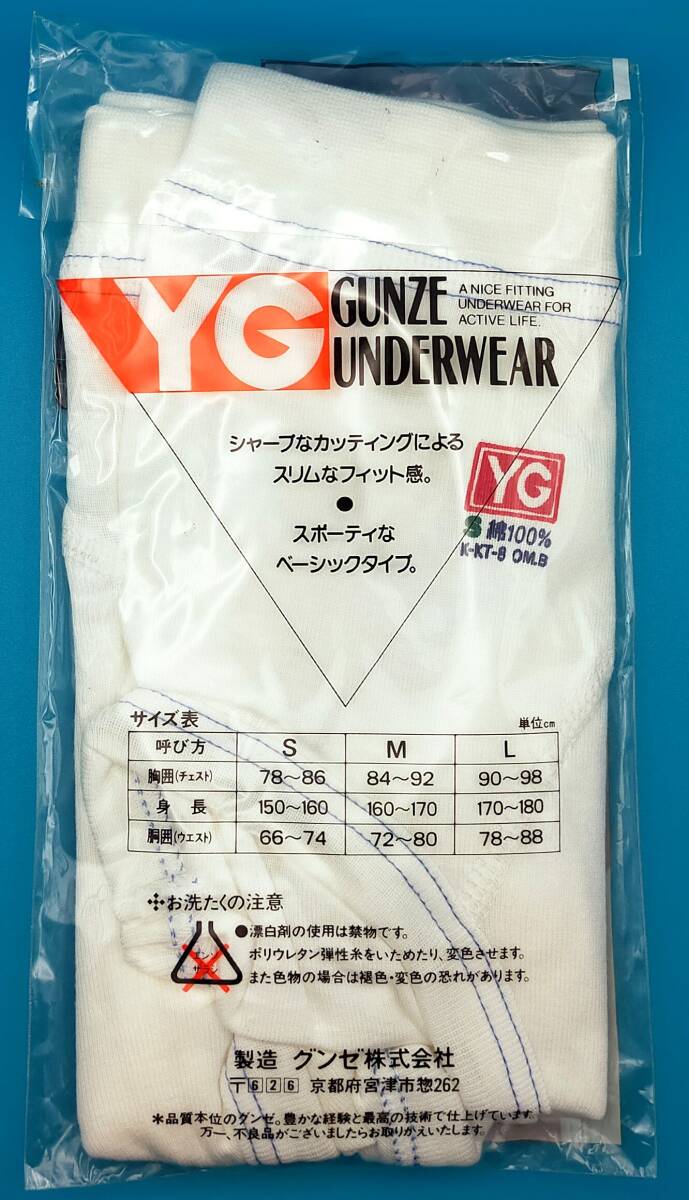 YG
GUNZE
UNDERWEAR
A NICE FITTING
UNDERWEAR FOR
ACTIVE LIFE.
シャープなカッティングによる
スリムなフィット感。
●
スポーティな
ベーシックタイプ。
YG
S 綿100%
K-KT-8 OM.B
サイズ表 単位cm
呼び方 S M L
胸囲(チェスト) 78〜86 84〜92 90〜98
身長 150〜160 160〜170 170〜180
胴囲(ウエスト) 66〜74 72〜80 78〜88
お洗たくの注意
エンソ
サラシ
●漂白剤の使用は禁物です。
ポリウレタン弾性糸をいためたり、変色させます。
また色物の場合は褪色・変色の恐れがあります。
製造 グンゼ株式会社
〒626 京都府宮津市惣262
*品質本位のグンゼ。豊かな経験と最高の技術で仕上げています。
万一、不良品がございましたらお取りかえいたします。